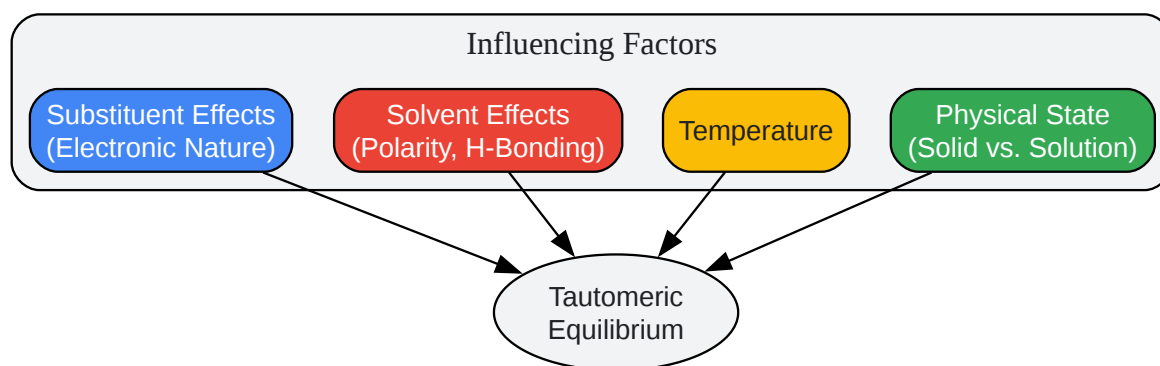 Influencing Factors
Substituent Effects
(Electronic Nature)
Solvent Effects
(Polarity, H-Bonding)
Temperature
Physical State
(Solid vs. Solution)
Tautomeric
Equilibrium